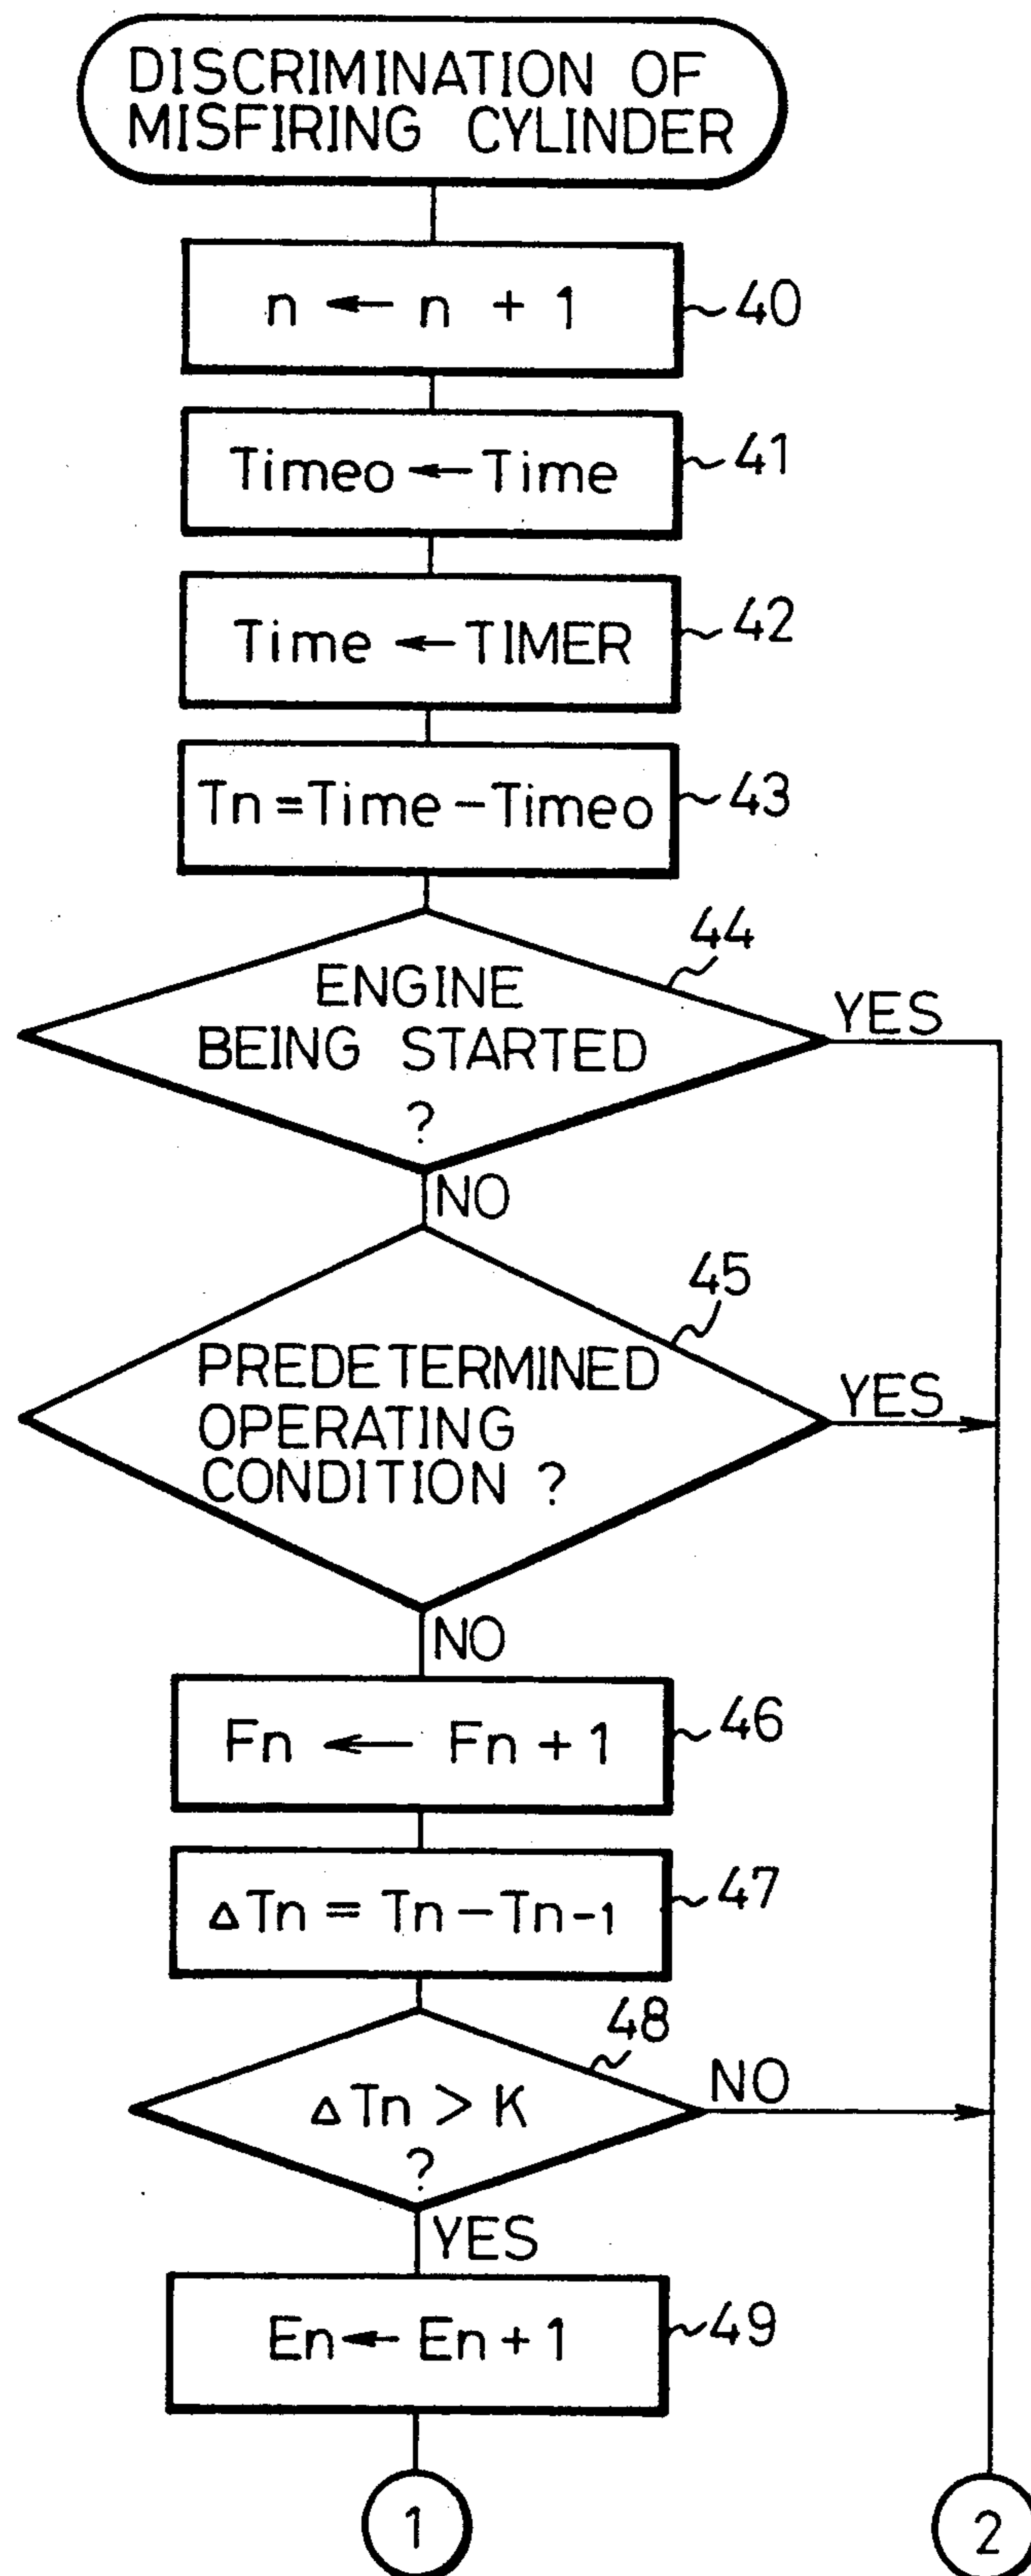 DISCRIMINATION OF
MISFIRING CYLINDER
n ← n + 1
40
Timeo ← Time
41
Time ← TIMER
42
Tn = Time - Timeo
43
44
ENGINE
BEING STARTED
?
YES
NO
45
PREDETERMINED
OPERATING
CONDITION ?
YES
NO
Fn ← Fn + 1
46
ΔTn = Tn - Tn-1
47
48
ΔTn > K
?
NO
YES
En ← En + 1
49
1
2